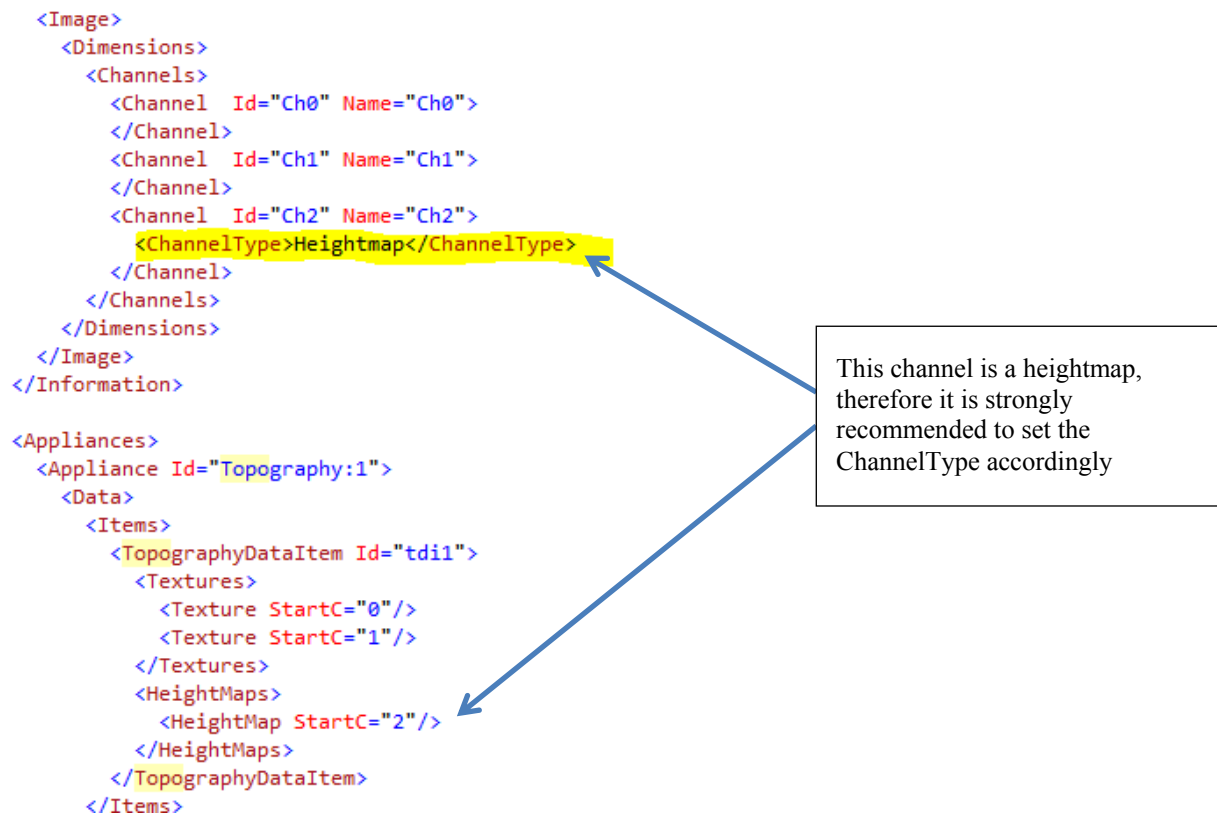 <Image>
<Dimensions>
<Channels>
<Channel  Id="Ch0" Name="Ch0">
</Channel>
<Channel  Id="Ch1" Name="Ch1">
</Channel>
<Channel  Id="Ch2" Name="Ch2">
<ChannelType>Heightmap</ChannelType>
</Channel>
</Channels>
</Dimensions>
</Image>
</Information>
<Appliances>
<Appliance Id="Topography:1">
<Data>
<Items>
<TopographyDataItem Id="tdi1">
<Textures>
<Texture StartC="0"/>
<Texture StartC="1"/>
</Textures>
<HeightMaps>
<HeightMap StartC="2"/>
</HeightMaps>
</TopographyDataItem>
</Items>
This channel is a heightmap,
therefore it is strongly
recommended to set the
ChannelType accordingly